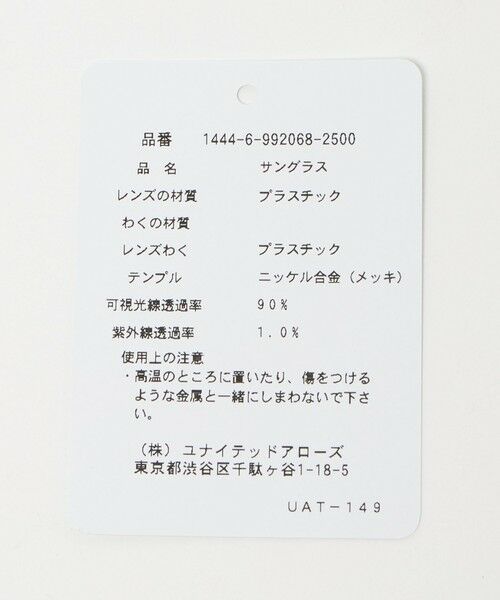 品番 1444-6-992068-2500
品 名 サングラス
レンズの材質 プラスチック
わくの材質
レンズわく プラスチック
テンプル ニッケル合金（メッキ）
可視光線透過率 90%
紫外線透過率 1.0%
使用上の注意
・高温のところに置いたり、傷をつける
ような金属と一緒にしまわないで下さ
い。
（株）ユナイテッドアローズ
東京都渋谷区千駄ヶ谷1-18-5
UAT-149